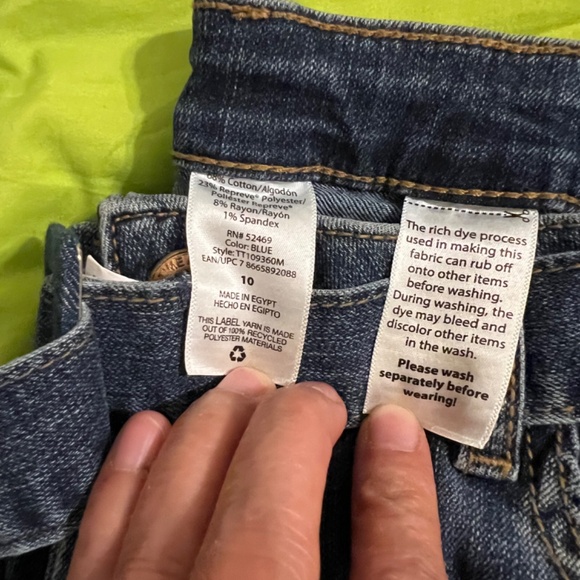 68% Cotton/Algodón
23% Repreve® Polyester/
Poliéster Repreve®
8% Rayon/Rayón
1% Spandex
RN# 52469
Color: BLUE
Style: TT109360M
EAN/UPC 7 8665892088
10
MADE IN EGYPT
HECHO EN EGIPTO
THIS LABEL YARN IS MADE
OUT OF 100% RECYCLED
POLYESTER MATERIALS
The rich dye process
used in making this
fabric can rub off
onto other items
before washing.
During washing, the
dye may bleed and
discolor other items
in the wash.
Please wash
separately before
wearing!